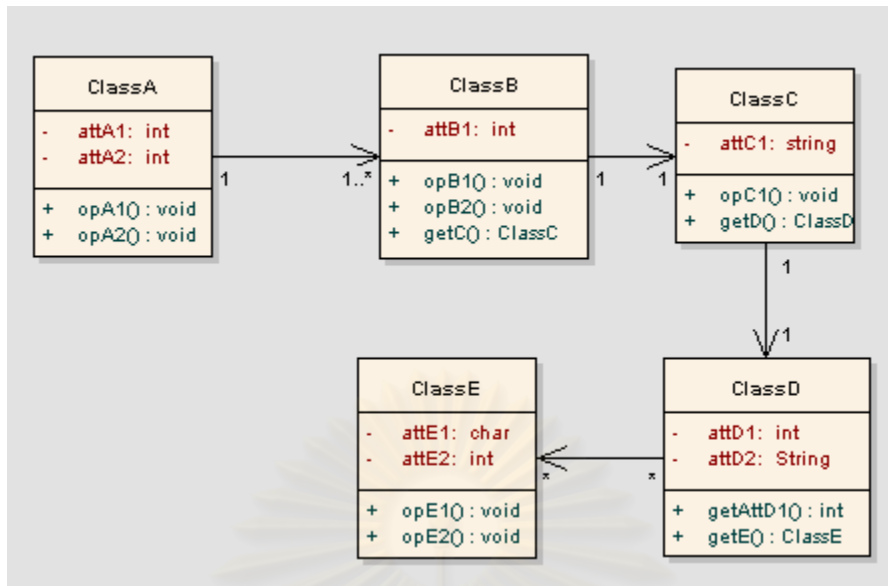 ClassA
- attA1: int
- attA2: int
+ opA1() : void
+ opA2() : void
1
1..*
ClassB
- attB1: int
+ opB1() : void
+ opB2() : void
+ getC() : ClassC
1
1
ClassC
- attC1: string
+ opC1() : void
+ getD() : ClassD
1
1
ClassE
- attE1: char
- attE2: int
+ opE1() : void
+ opE2() : void
*
*
ClassD
- attD1: int
- attD2: String
+ getAttD1() : int
+ getE() : ClassE